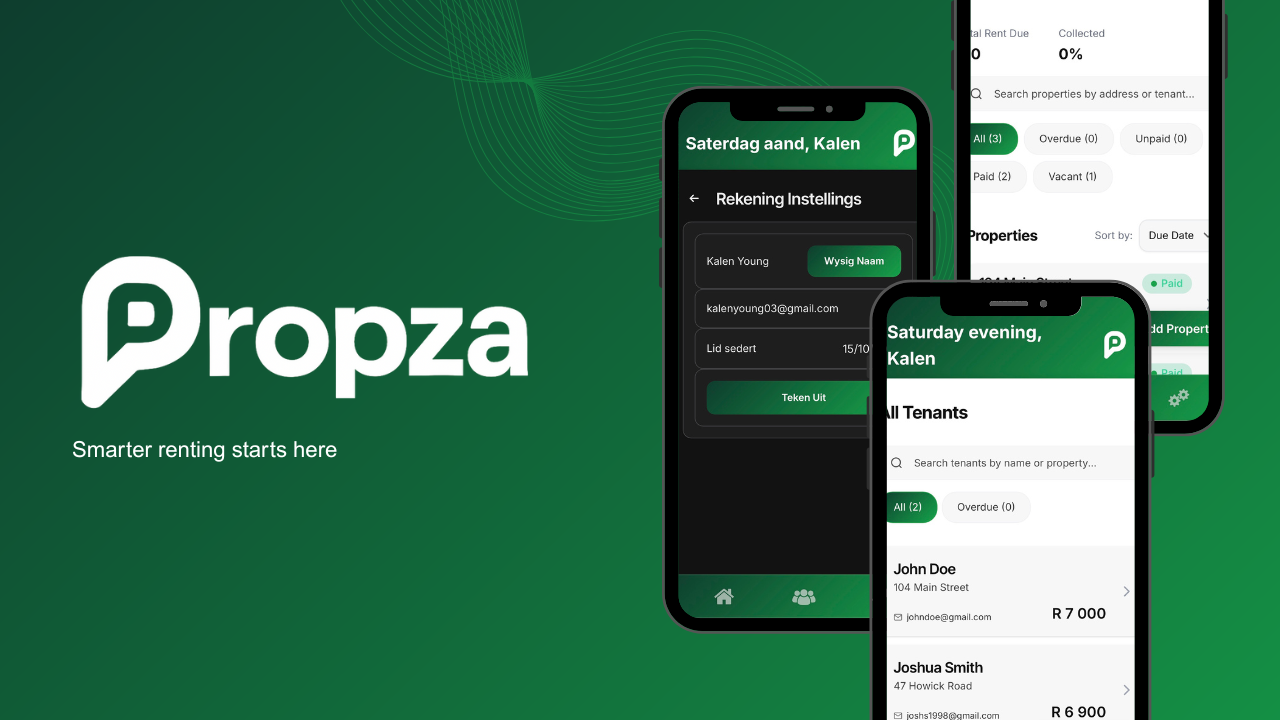 Propza
Smarter renting starts here
Saterdag aand, Kalen
Rekening Instellings
Kalen Young
Wysig Naam
kalenyoung03@gmail.com
Lid sedert
15/10
Teken Uit
tal Rent Due
Collected
0
0%
Search properties by address or tenant...
All (3)
Overdue (0)
Unpaid (0)
Paid (2)
Vacant (1)
Properties
Sort by:
Due Date
104 Main Street
Paid
dd Propert
Paid
Saturday evening,
Kalen
All Tenants
Search tenants by name or property...
All (2)
Overdue (0)
John Doe
104 Main Street
johndoe@gmail.com
R 7 000
Joshua Smith
47 Howick Road
joshs1998@gmail.com
R 6 900